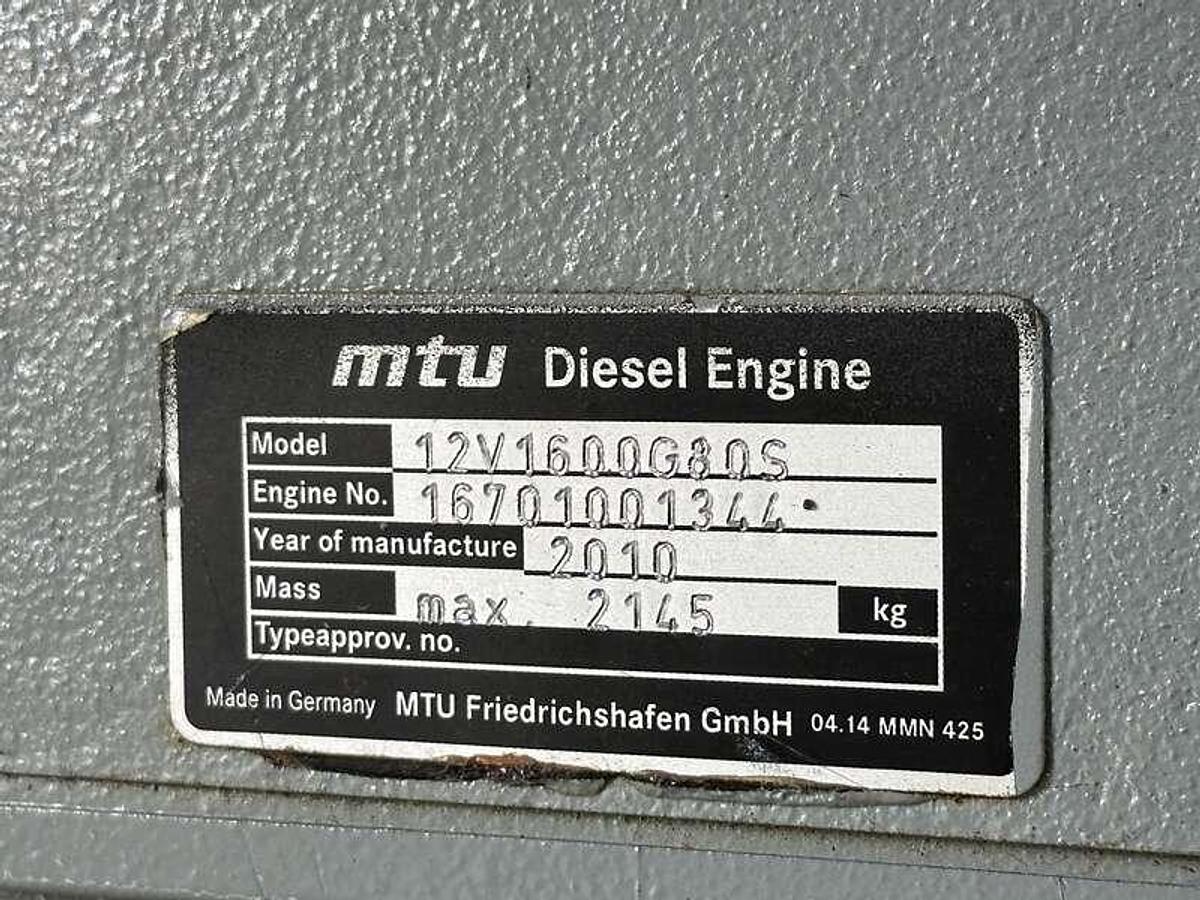 mtu Diesel Engine
Model 12V1600G80S
Engine No. 16701001344
Year of manufacture 2010
Mass max. 2145 kg
Typeapprov. no.
Made in Germany MTU Friedrichshafen GmbH 04.14 MMN 425